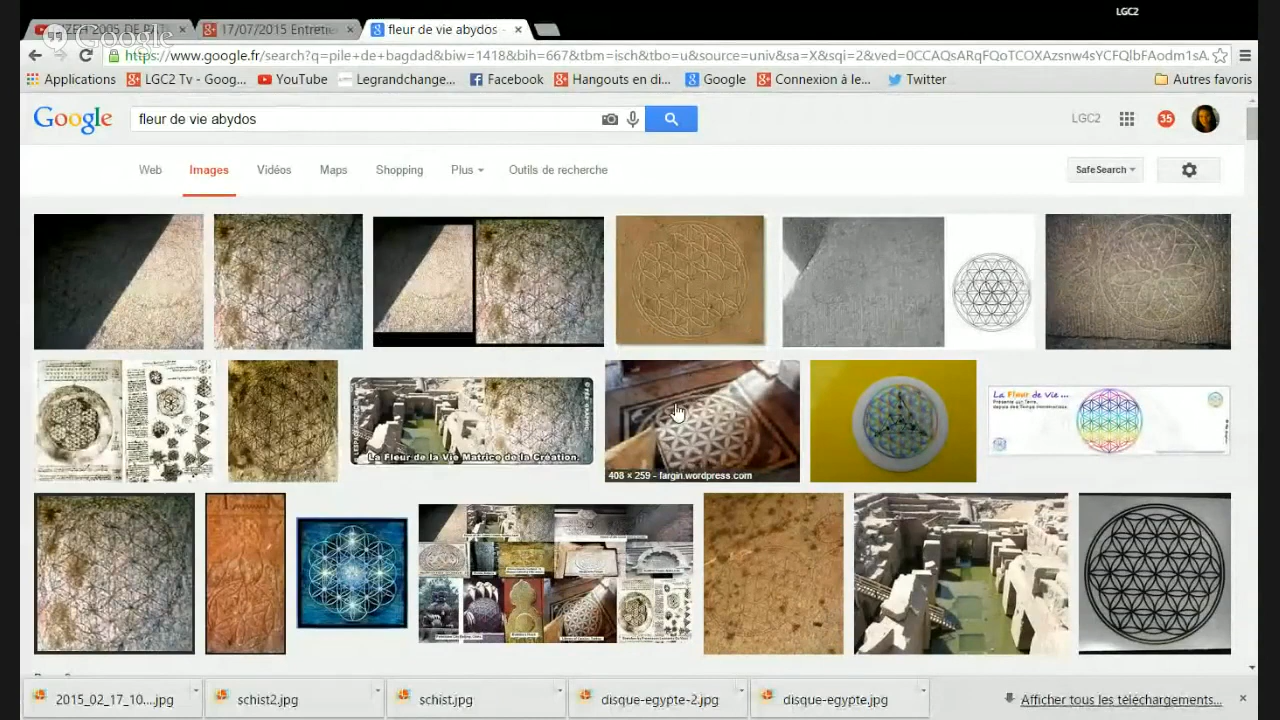 LGC2
17/07/2015 Entretie
fleur de vie abydos -
https://www.google.fr/search?q=pile+de+bagdad&biw=1418&bih=667&tbm=isch&tbo=u&source=univ&sa=X&sqi=2&ved=
Applications LGC2 Tv - Goog... YouTube Legrandchange... Facebook Hangouts en di... Google Connexion à le... Twitter Autres favoris
Google fleur de vie abydos LGC2 35
Web Images Vidéos Maps Shopping Plus Outils de recherche SafeSearch
La Fleur de Vie ...
La Fleur de la Vie Matrice de la Création.
408 × 259 - fargin.wordpress.com
2015_02_17_10....jpg schist2.jpg schist.jpg disque-egypte-2.jpg disque-egypte.jpg Afficher tous les téléchargements...